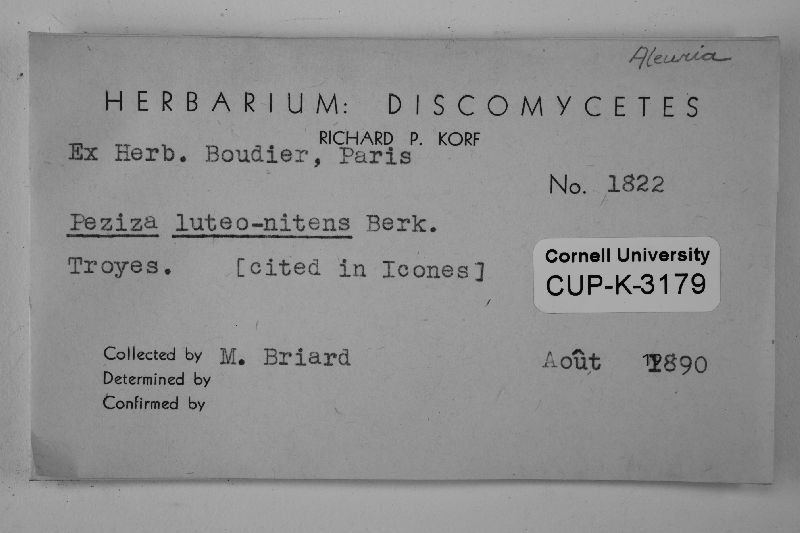 Aleuria
HERBARIUM: DISCOMYCETES
RICHARD P. KORF
Ex Herb. Boudier, Paris
No. 1822
Peziza luteo-nitens Berk.
Troyes. [cited in Icones]
Cornell University
CUP-K-3179
Collected by M. Briard
Août 1890
Determined by
Confirmed by